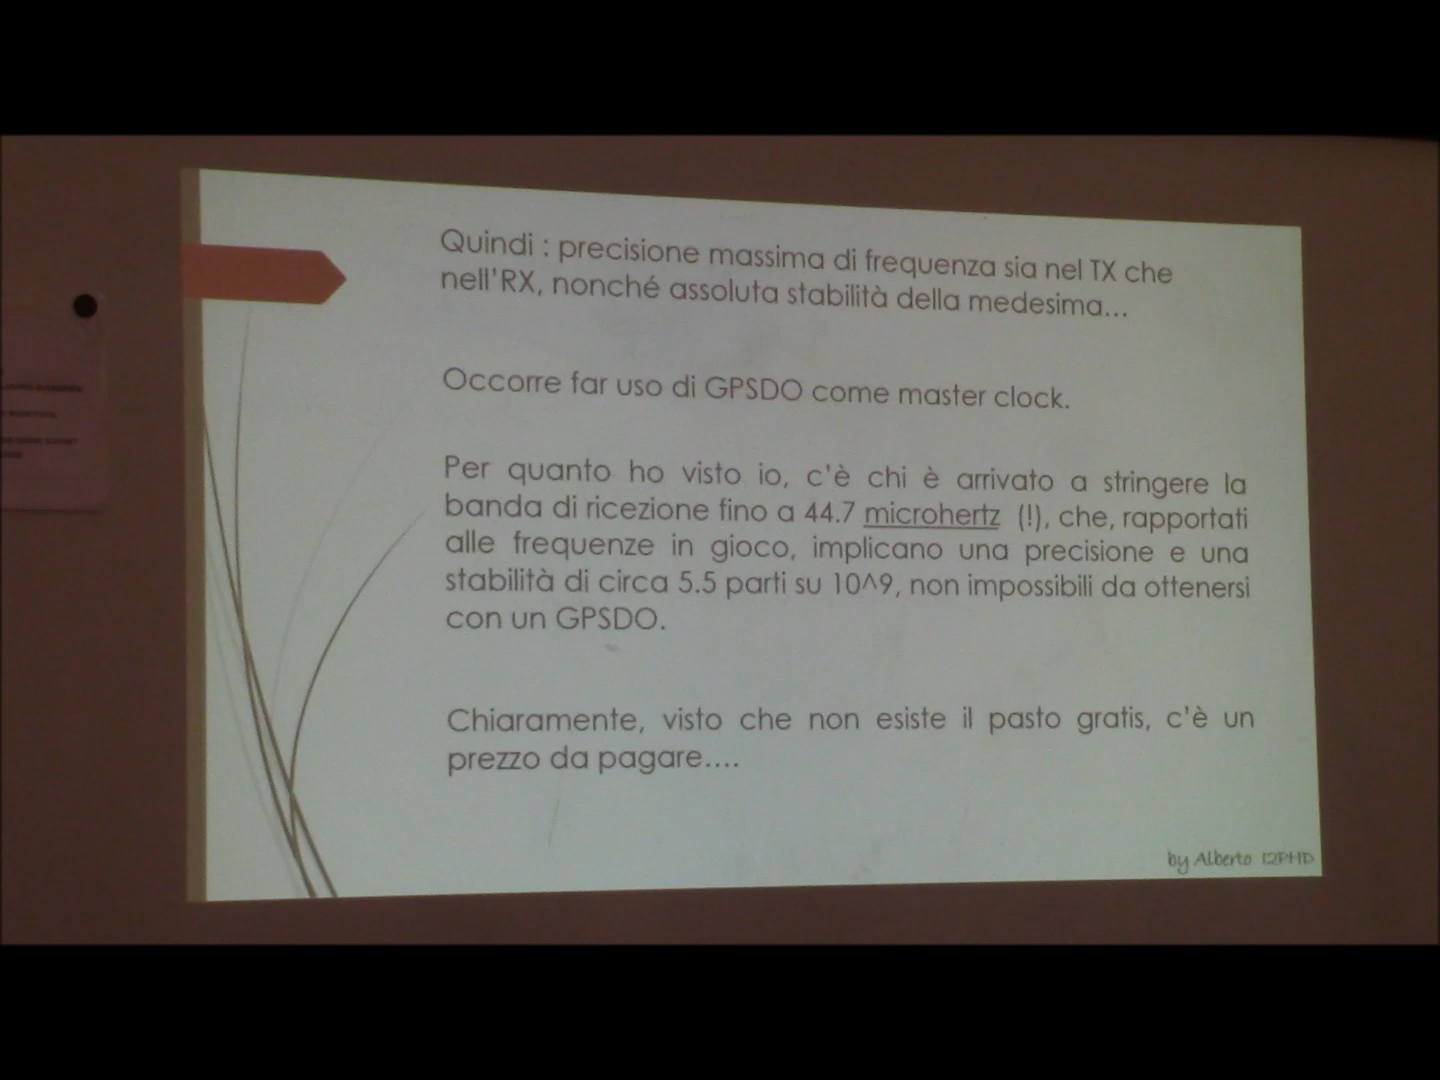 Quindi : precisione massima di frequenza sia nel TX che
nell'RX, nonché assoluta stabilità della medesima...
Occorre far uso di GPSDO come master clock.
Per quanto ho visto io, c'è chi è arrivato a stringere la
banda di ricezione fino a 44.7 microhertz (!), che, rapportati
alle frequenze in gioco, implicano una precisione e una
stabilità di circa 5.5 parti su 10^9, non impossibili da ottenersi
con un GPSDO.
Chiaramente, visto che non esiste il pasto gratis, c'è un
prezzo da pagare....
by Alberto I2PHD